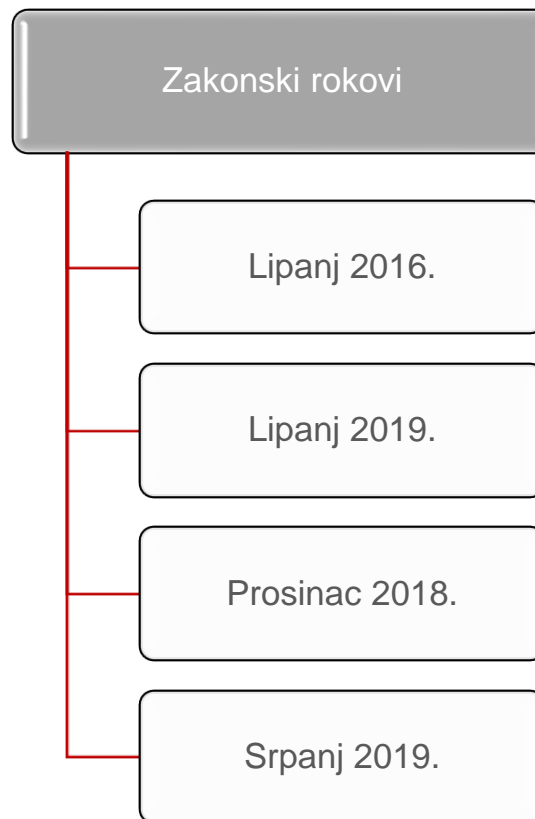 Zakonski rokovi
Lipanj 2016.
Lipanj 2019.
Prosinac 2018.
Srpanj 2019.